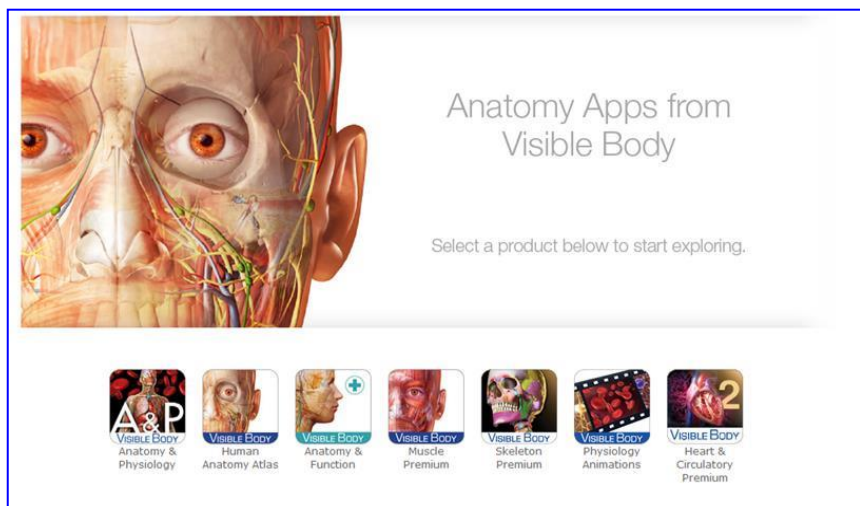 Anatomy Apps from
Visible Body
Select a product below to start exploring.
A&P
VISIBLE BODY
VISIBLE BODY
VISIBLE BODY
VISIBLE BODY
VISIBLE BODY
VISIBLE BODY
2
VISIBLE BODY
Anatomy &
Physiology
Human
Anatomy Atlas
Anatomy &
Function
Muscle
Premium
Skeleton
Premium
Physiology
Animations
Heart &
Circulatory
Premium